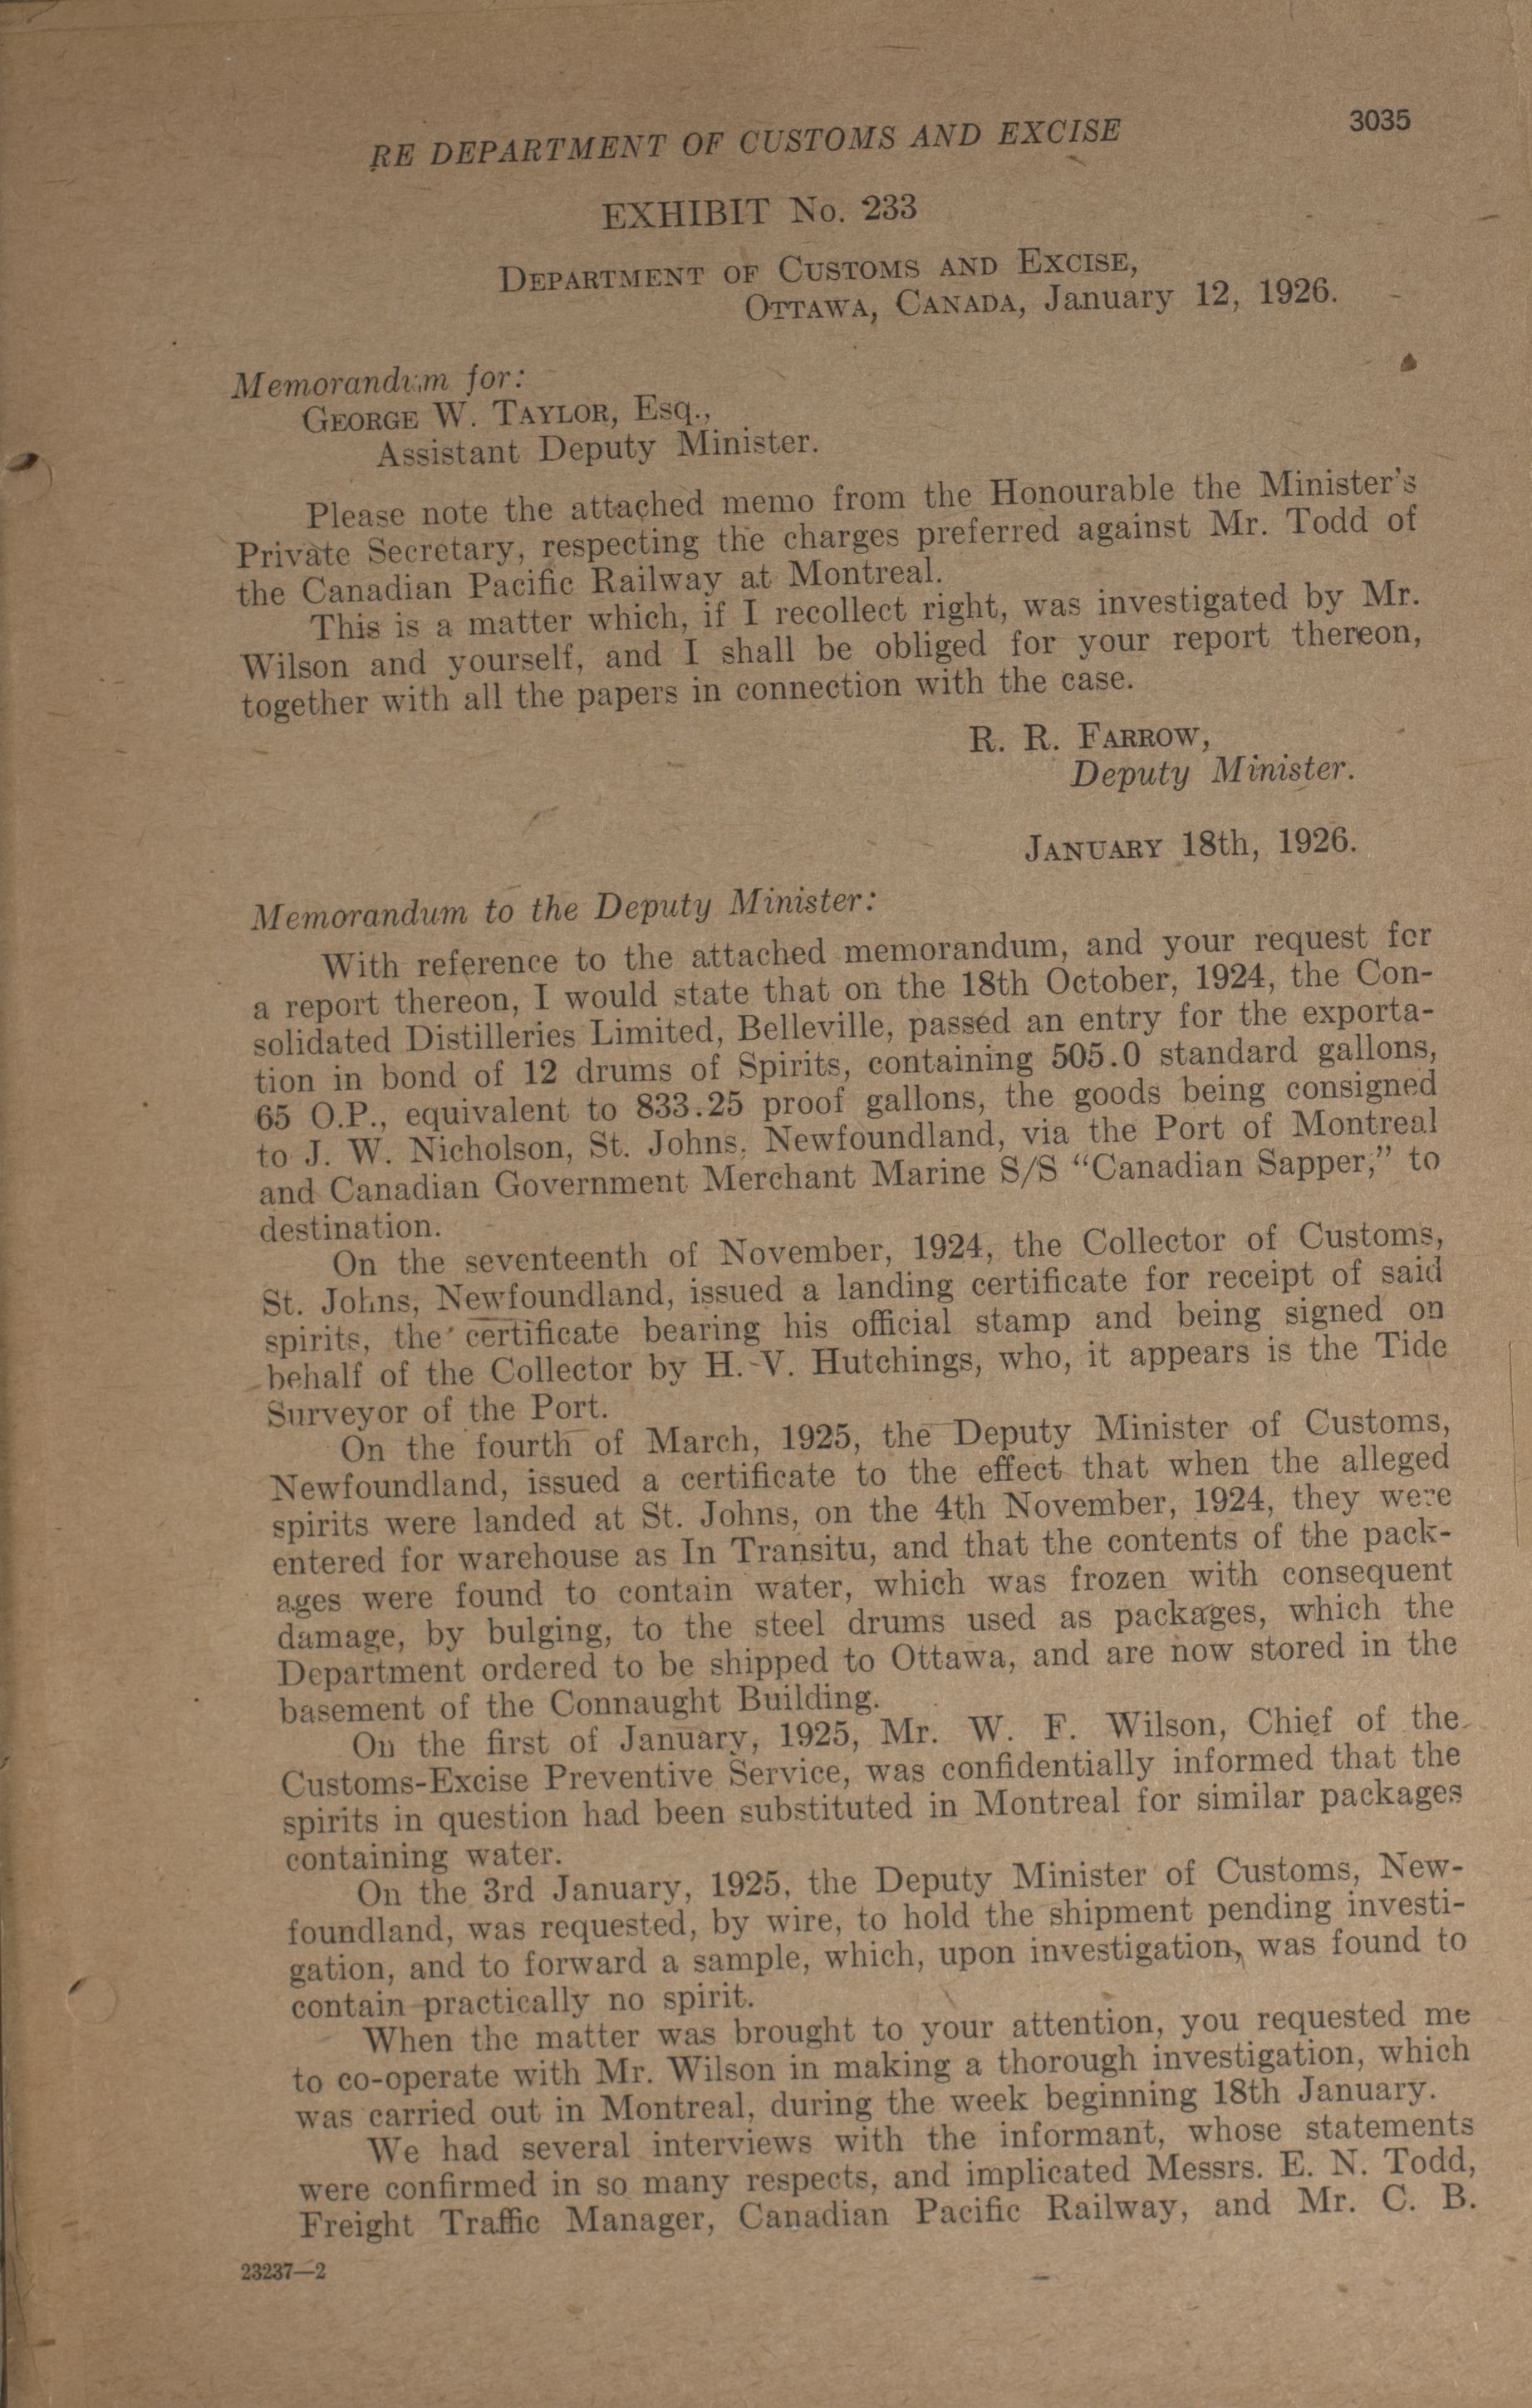 3035
RE DEPARTMENT OF CUSTOMS AND EXCISE
EXHIBIT No. 233
DEPARTMENT OF CUSTOMS AND EXCISE,
OTTAWA, CANADA, January 12, 1926.
Memorandum for:
GEORGE W. TAYLOR, Esq.,
Assistant Deputy Minister.
Please note the attached memo from the Honourable the Minister's
Private Secretary, respecting the charges preferred against Mr. Todd of
the Canadian Pacific Railway at Montreal.
This is a matter which, if I recollect right, was investigated by Mr.
Wilson and yourself, and I shall be obliged for your report thereon,
together with all the papers in connection with the case.
R. R. FARROW,
Deputy Minister.
JANUARY 18th, 1926.
Memorandum to the Deputy Minister:
With reference to the attached memorandum, and your request for
a report thereon, I would state that on the 18th October, 1924, the Con-
solidated Distilleries Limited, Belleville, passed an entry for the exporta-
tion in bond of 12 drums of Spirits, containing 505.0 standard gallons,
65 O.P., equivalent to 833.25 proof gallons, the goods being consigned
to J. W. Nicholson, St. Johns, Newfoundland, via the Port of Montreal
and Canadian Government Merchant Marine S/S "Canadian Sapper," to
destination.
On the seventeenth of November, 1924, the Collector of Customs,
St. Johns, Newfoundland, issued a landing certificate for receipt of said
spirits, the certificate bearing his official stamp and being signed on
behalf of the Collector by H. V. Hutchings, who, it appears is the Tide
Surveyor of the Port.
On the fourth of March, 1925, the Deputy Minister of Customs,
Newfoundland, issued a certificate to the effect that when the alleged
spirits were landed at St. Johns, on the 4th November, 1924, they were
entered for warehouse as In Transitu, and that the contents of the pack-
ages were found to contain water, which was frozen with consequent
damage, by bulging, to the steel drums used as packages, which the
Department ordered to be shipped to Ottawa, and are now stored in the
basement of the Connaught Building.
On the first of January, 1925, Mr. W. F. Wilson, Chief of the
Customs-Excise Preventive Service, was confidentially informed that the
spirits in question had been substituted in Montreal for similar packages
containing water.
On the 3rd January, 1925, the Deputy Minister of Customs, New-
foundland, was requested, by wire, to hold the shipment pending investi-
gation, and to forward a sample, which, upon investigation, was found to
contain practically no spirit.
When the matter was brought to your attention, you requested me
to co-operate with Mr. Wilson in making a thorough investigation, which
was carried out in Montreal, during the week beginning 18th January.
We had several interviews with the informant, whose statements
were confirmed in so many respects, and implicated Messrs. E. N. Todd,
Freight Traffic Manager, Canadian Pacific Railway, and Mr. C. B.
23237—2